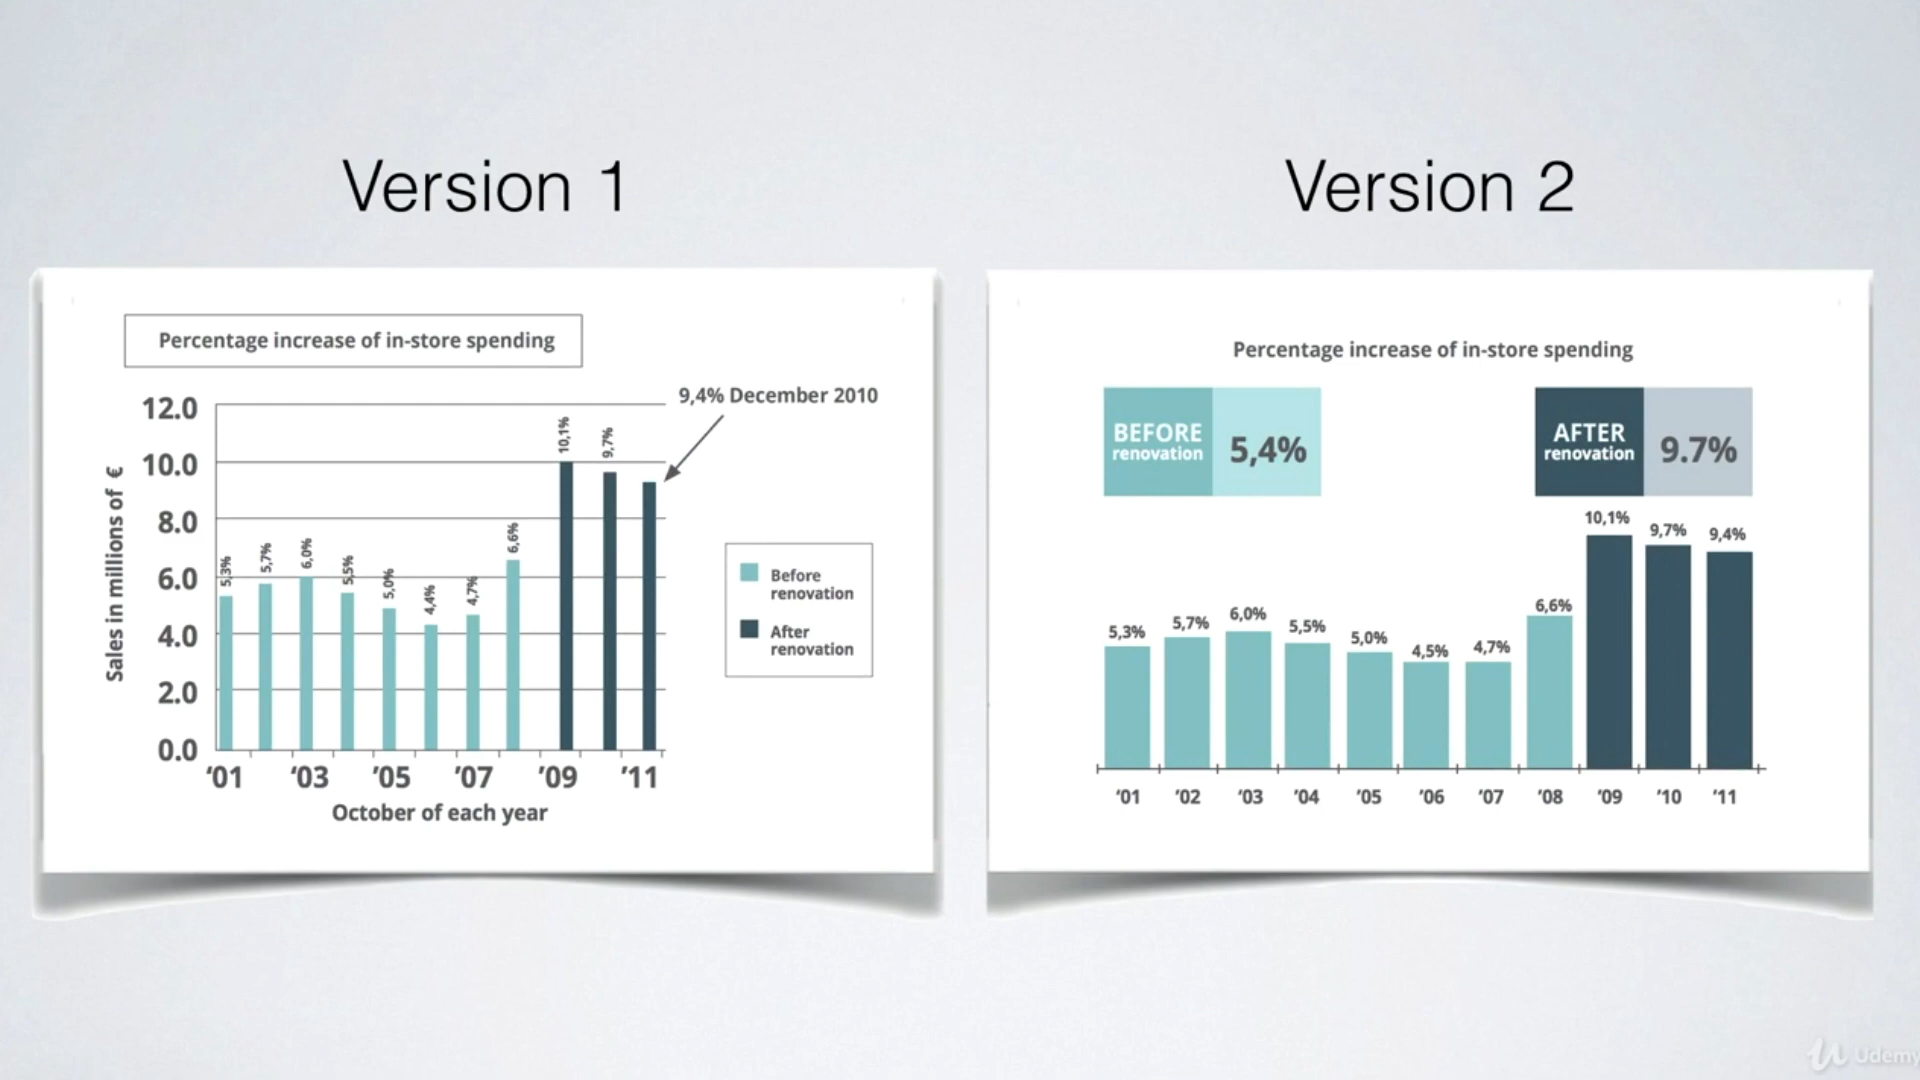 Version 1
Percentage increase of in-store spending
9,4% December 2010
12.0
10.0
8.0
6.0
4.0
2.0
0.0
Sales in millions of €
5,3%
5,7%
6,0%
5,5%
5,0%
4,4%
4,7%
6,6%
10,1%
9,7%
Before
renovation
After
renovation
‘01 ‘03 ‘05 ‘07 ‘09 ‘11
October of each year
Version 2
Percentage increase of in-store spending
BEFORE
renovation
5,4%
AFTER
renovation
9.7%
5,3%
5,7%
6,0%
5,5%
5,0%
4,5%
4,7%
6,6%
10,1%
9,7%
9,4%
’01 ’02 ’03 ’04 ’05 ’06 ’07 ’08 ’09 ’10 ’11
Udemy